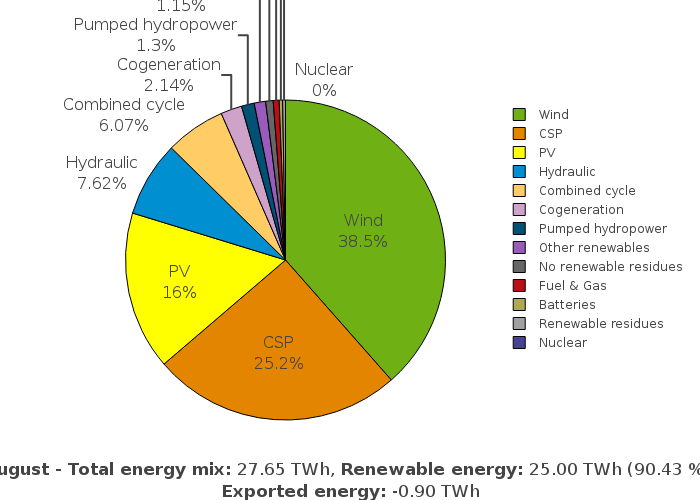 1.15%
Pumped hydropower
1.3%
Cogeneration
2.14%
Combined cycle
6.07%
Hydraulic
7.62%
Nuclear
0%
Wind
38.5%
PV
16%
CSP
25.2%
Wind
CSP
PV
Hydraulic
Combined cycle
Cogeneration
Pumped hydropower
Other renewables
No renewable residues
Fuel & Gas
Batteries
Renewable residues
Nuclear
ugust - Total energy mix: 27.65 TWh, Renewable energy: 25.00 TWh (90.43 %
Exported energy: -0.90 TWh